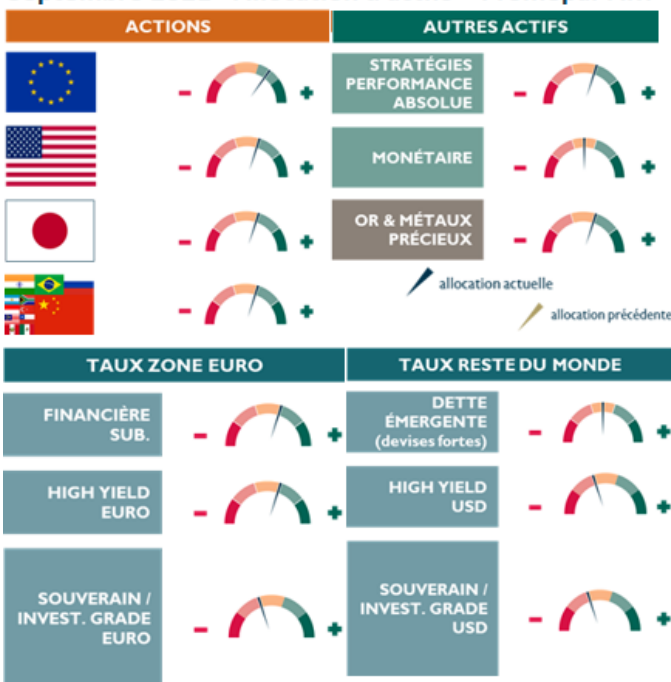 ACTIONS
AUTRES ACTIFS
STRATÉGIES
PERFORMANCE
ABSOLUE
MONÉTAIRE
OR & MÉTAUX
PRÉCIEUX
allocation actuelle
allocation précédente
TAUX ZONE EURO
TAUX RESTE DU MONDE
FINANCIÈRE
SUB.
DETTE
ÉMERGENTE
(devises fortes)
HIGH YIELD
EURO
HIGH YIELD
USD
SOUVERAIN /
INVEST. GRADE
EURO
SOUVERAIN /
INVEST. GRADE
USD